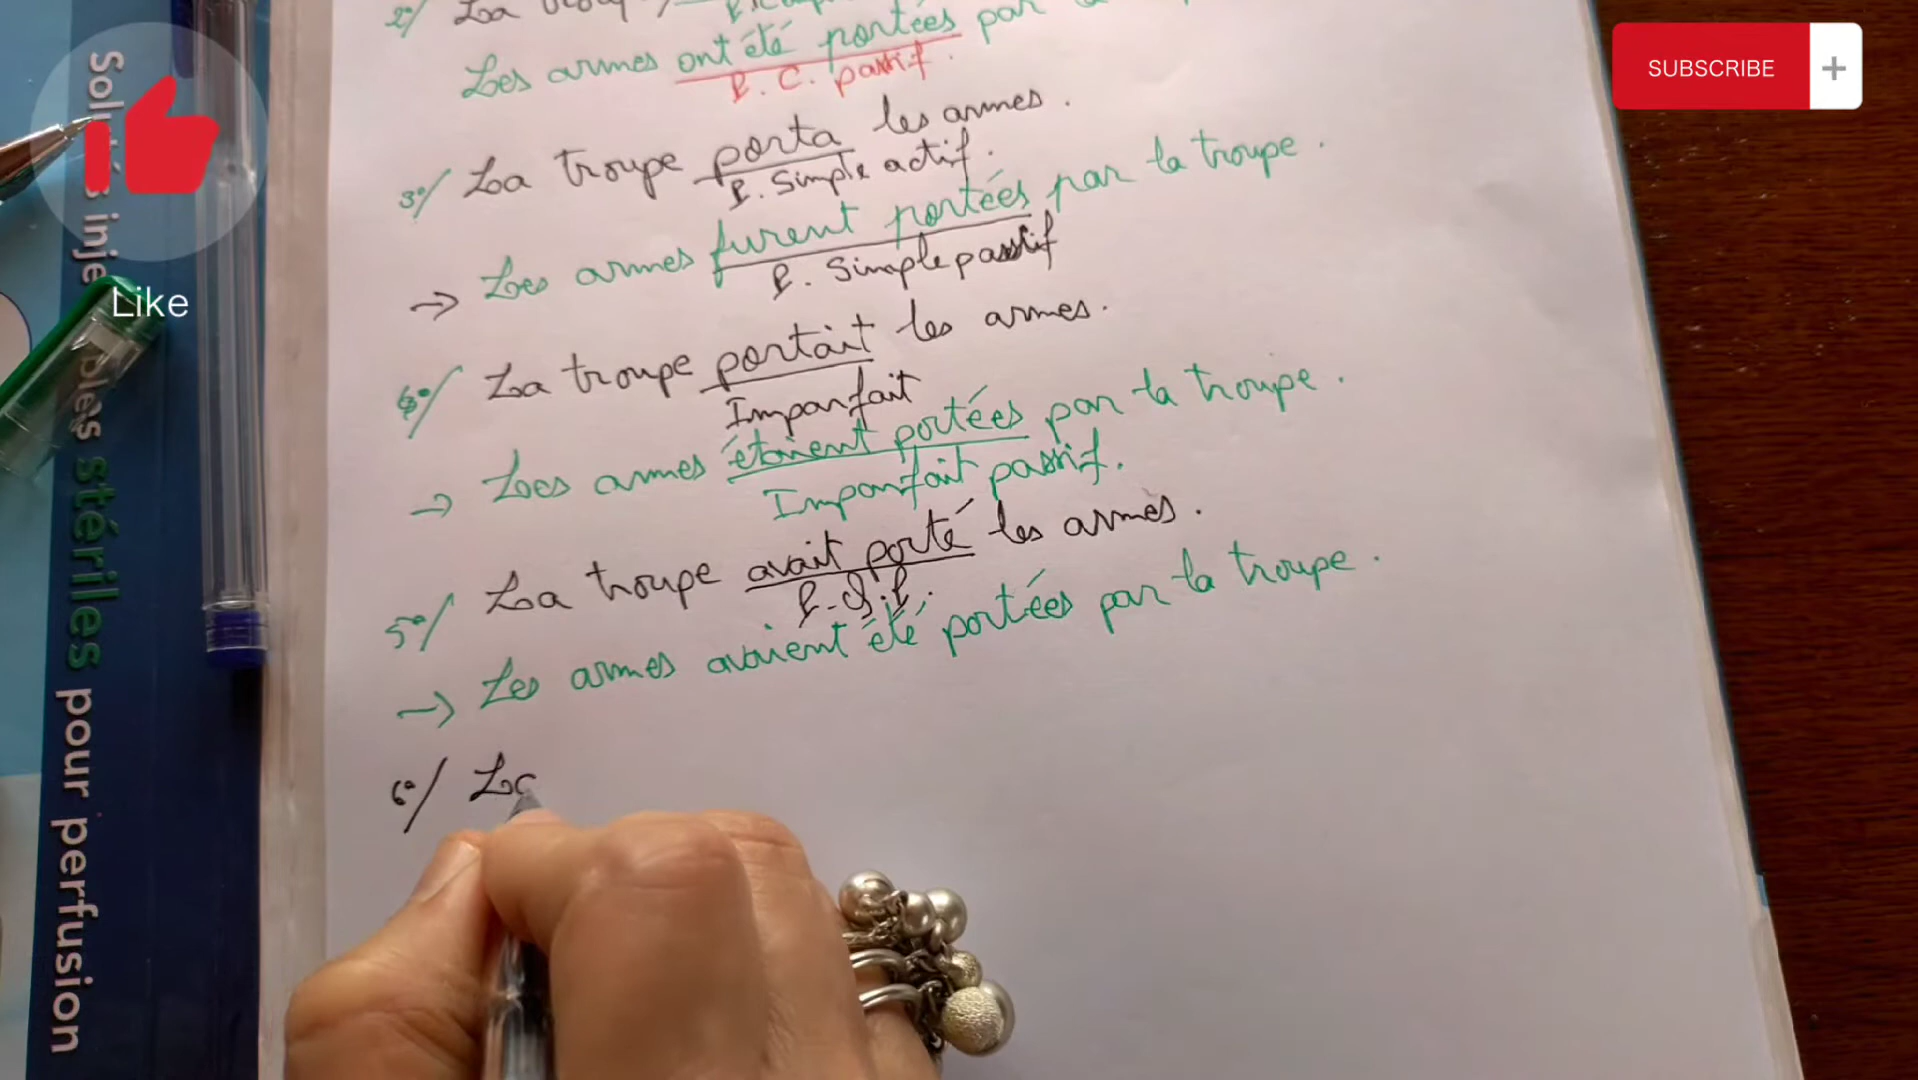 2°/ La
Les armes ont été portées par
P. C. passif.
3°/ La troupe porta les armes.
P. Simple actif.
→ Les armes furent portées par la troupe.
P. Simple passif
4°/ La troupe portait les armes.
Imparfait
→ Les armes étaient portées par la troupe.
Imparfait passif.
5°/ La troupe avait porté les armes.
P.Q.P.
→ Les armes avaient été portées par la troupe.
6°/ La
SUBSCRIBE +
Like
stérilles pour perfusion